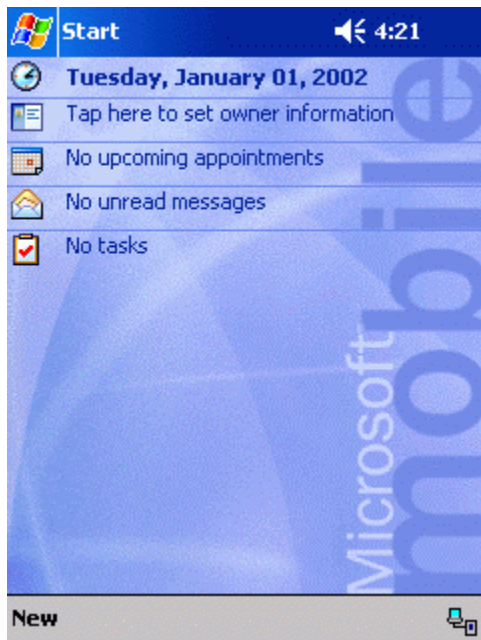 Start 4:21
Tuesday, January 01, 2002
Tap here to set owner information
No upcoming appointments
No unread messages
No tasks
Microsoft
mobile
New